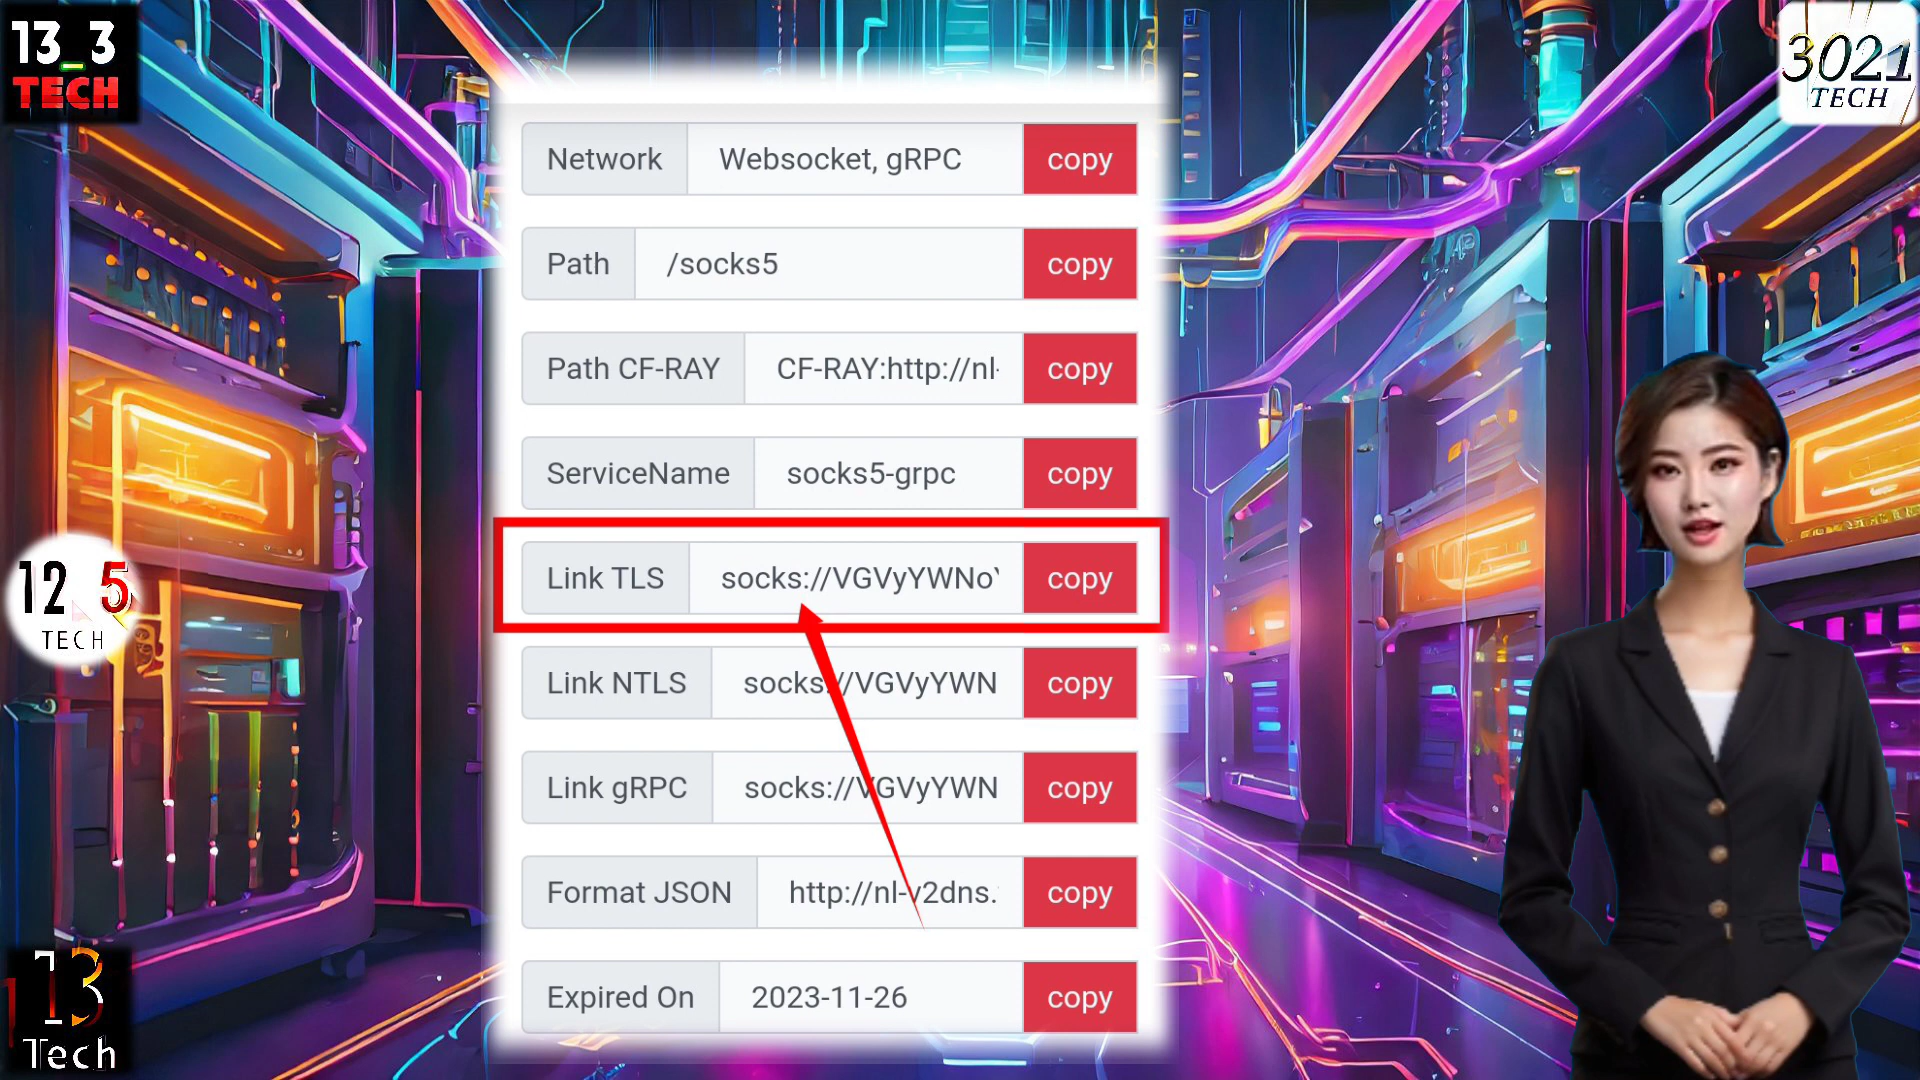 13_3
TECH
3021
TECH
Network Websocket, gRPC copy
Path /socks5 copy
Path CF-RAY CF-RAY:http://nl- copy
ServiceName socks5-grpc copy
Link TLS socks://VGVyYWNoY copy
Link NTLS socks://VGVyYWN copy
Link gRPC socks://VGVyYWN copy
Format JSON http://nl-v2dns. copy
Expired On 2023-11-26 copy
12 5
TECH
13
Tech